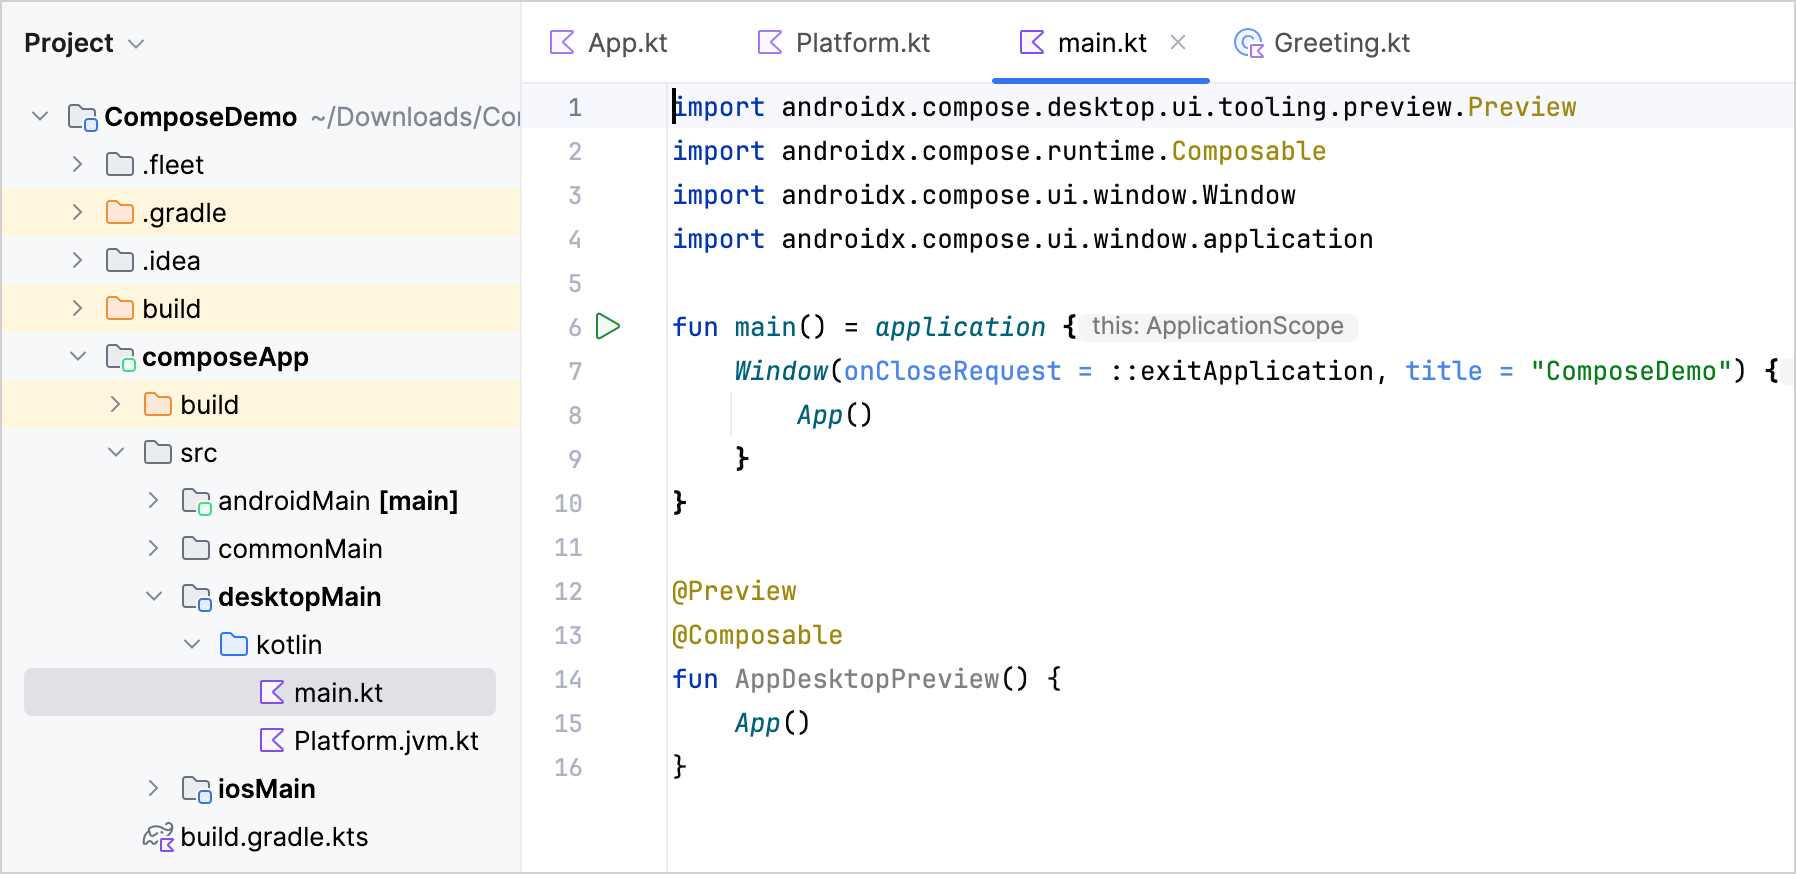 Project
ComposeDemo ~/Downloads/Co
.fleet
.gradle
.idea
build
composeApp
build
src
androidMain [main]
commonMain
desktopMain
kotlin
main.kt
Platform.jvm.kt
iosMain
build.gradle.kts
App.kt Platform.kt main.kt Greeting.kt
1 import androidx.compose.desktop.ui.tooling.preview.Preview
2 import androidx.compose.runtime.Composable
3 import androidx.compose.ui.window.Window
4 import androidx.compose.ui.window.application
5
6 fun main() = application { this: ApplicationScope
7 Window(onCloseRequest = ::exitApplication, title = "ComposeDemo") {
8 App()
9 }
10 }
11
12 @Preview
13 @Composable
14 fun AppDesktopPreview() {
15 App()
16 }